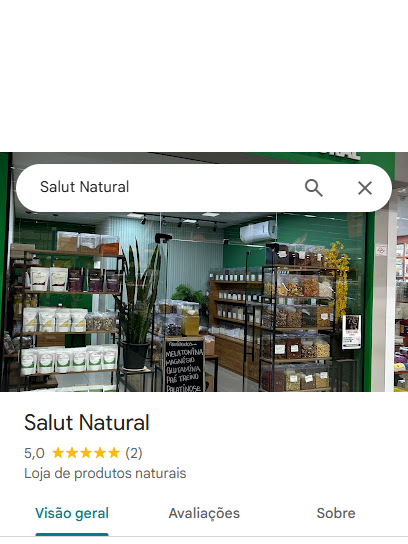 Salut Natural
MELATONINA
MAGNÉSIO
GLUTAMINA
PRÉ TREINO
PALATINOSE
Salut Natural
5,0 ★★★★★ (2)
Loja de produtos naturais
Visão geral Avaliações Sobre